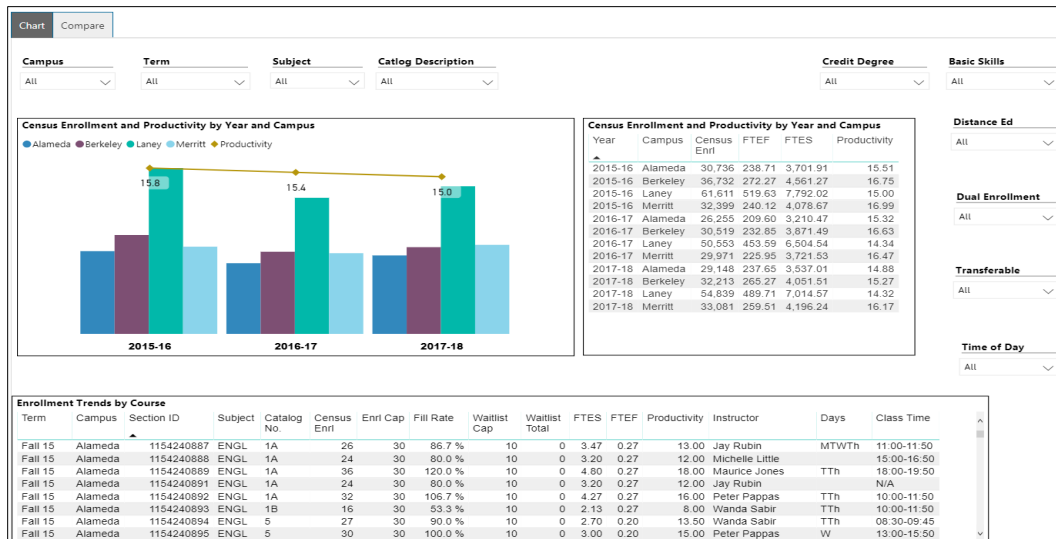 Chart Compare
Campus Term Subject Catlog Description Credit Degree Basic Skills
All All All All All All
Distance Ed
All
Dual Enrollment
All
Transferable
All
Time of Day
All
Census Enrollment and Productivity by Year and Campus
Alameda Berkeley Laney Merritt Productivity
15.8
15.4
15.0
2015-16 2016-17 2017-18
Census Enrollment and Productivity by Year and Campus
Year Campus Census Enrl FTEF FTES Productivity
2015-16 Alameda 30,736 238.71 3,701.91 15.51
2015-16 Berkeley 36,732 272.27 4,561.27 16.75
2015-16 Laney 61,611 519.63 7,792.02 15.00
2015-16 Merritt 32,399 240.12 4,078.67 16.99
2016-17 Alameda 26,255 209.60 3,210.47 15.32
2016-17 Berkeley 30,519 232.85 3,871.49 16.63
2016-17 Laney 50,553 453.59 6,504.54 14.34
2016-17 Merritt 29,971 225.95 3,721.53 16.47
2017-18 Alameda 29,148 237.65 3,537.01 14.88
2017-18 Berkeley 32,213 265.27 4,051.51 15.27
2017-18 Laney 54,839 489.71 7,014.57 14.32
2017-18 Merritt 33,081 259.51 4,196.24 16.17
Enrollment Trends by Course
Term Campus Section ID Subject Catalog No. Census Enrl Enrl Cap Fill Rate Waitlist Cap Waitlist Total FTES FTEF Productivity Instructor Days Class Time
Fall 15 Alameda 1154240887 ENGL 1A 26 30 86.7 % 10 0 3.47 0.27 13.00 Jay Rubin MTWTh 11:00-11:50
Fall 15 Alameda 1154240888 ENGL 1A 24 30 80.0 % 10 0 3.20 0.27 12.00 Michelle Little 15:00-16:50
Fall 15 Alameda 1154240889 ENGL 1A 36 30 120.0 % 10 0 4.80 0.27 18.00 Maurice Jones TTh 18:00-19:50
Fall 15 Alameda 1154240891 ENGL 1A 24 30 80.0 % 10 0 3.20 0.27 12.00 Jay Rubin N/A
Fall 15 Alameda 1154240892 ENGL 1A 32 30 106.7 % 10 0 4.27 0.27 16.00 Peter Pappas TTh 10:00-11:50
Fall 15 Alameda 1154240893 ENGL 1B 16 30 53.3 % 10 0 2.13 0.27 8.00 Wanda Sabir TTh 10:00-11:50
Fall 15 Alameda 1154240894 ENGL 5 27 30 90.0 % 10 0 2.70 0.20 13.50 Wanda Sabir TTh 08:30-09:45
Fall 15 Alameda 1154240895 ENGL 5 30 30 100.0 % 10 0 3.00 0.20 15.00 Peter Pappas W 13:00-15:50